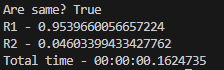 Are same? True
R1 - 0.9539660056657224
R2 - 0.04603399433427762
Total time - 00:00:00.1624735